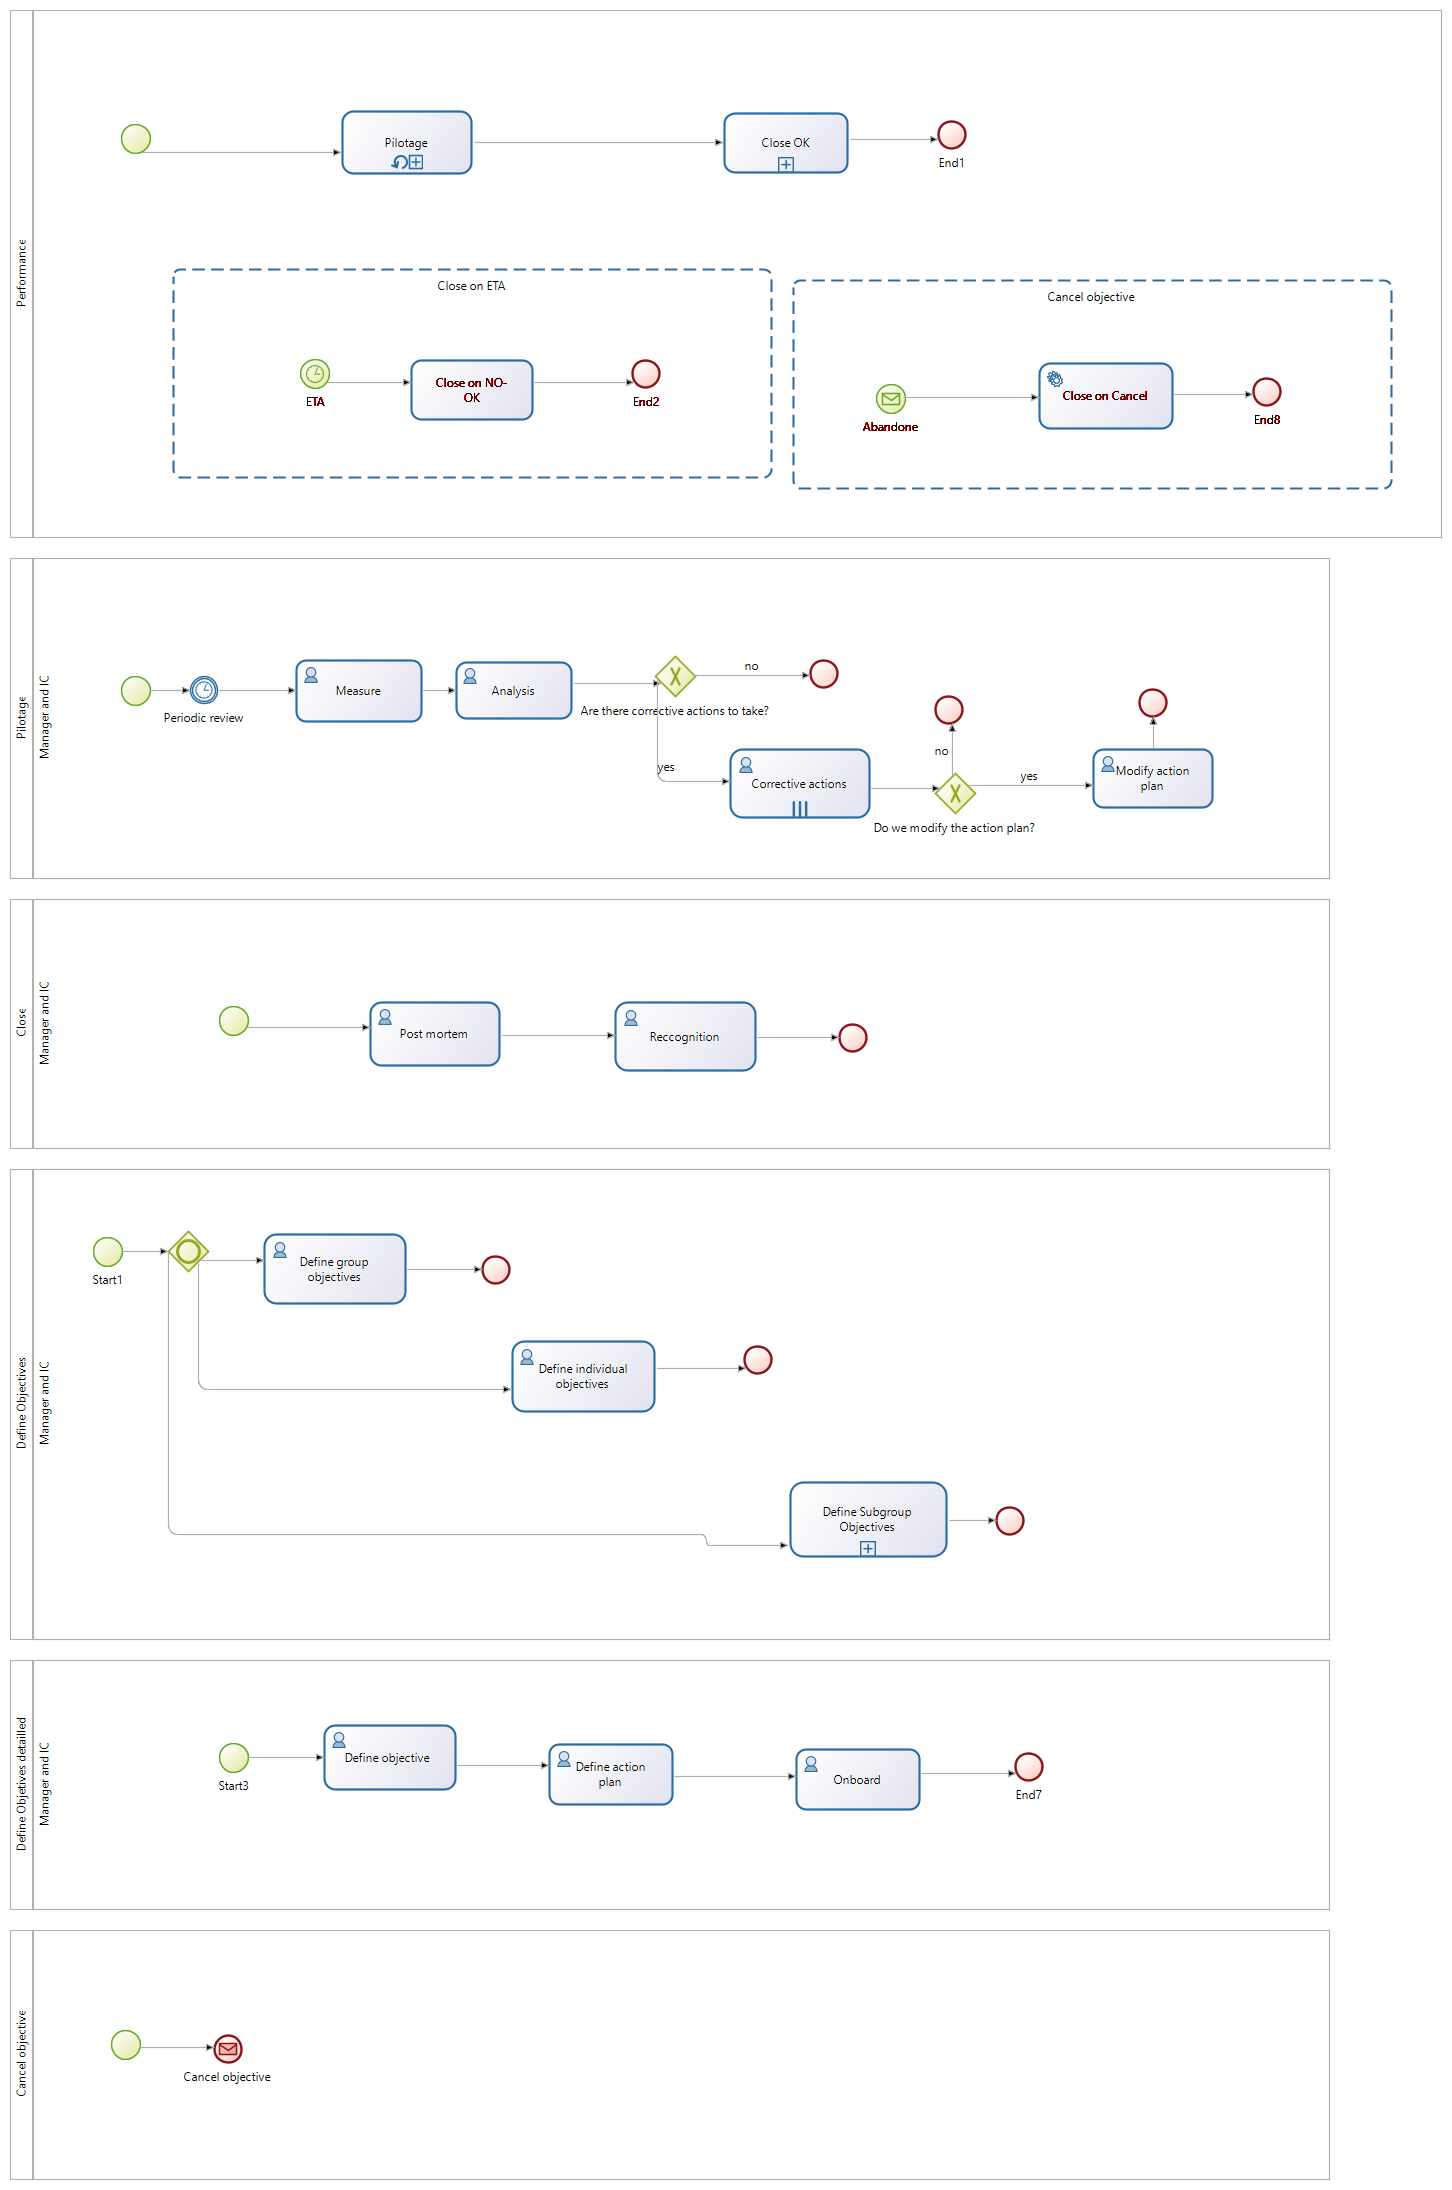 Performance
Pilotage
Close OK
End1
Close on ETA
ETA
Close on NO-
OK
End2
Cancel objective
Abandone
Close on Cancel
End8
Pilotage
Manager and IC
Periodic review
Measure
Analysis
Are there corrective actions to take?
no
yes
Corrective actions
Do we modify the action plan?
no
yes
Modify action
plan
Close
Manager and IC
Post mortem
Reccognition
Define Objectives
Manager and IC
Start1
Define group
objectives
Define individual
objectives
Define Subgroup
Objectives
Define Objetives detailled
Manager and IC
Start3
Define objective
Define action
plan
Onboard
End7
Cancel objective
Cancel objective